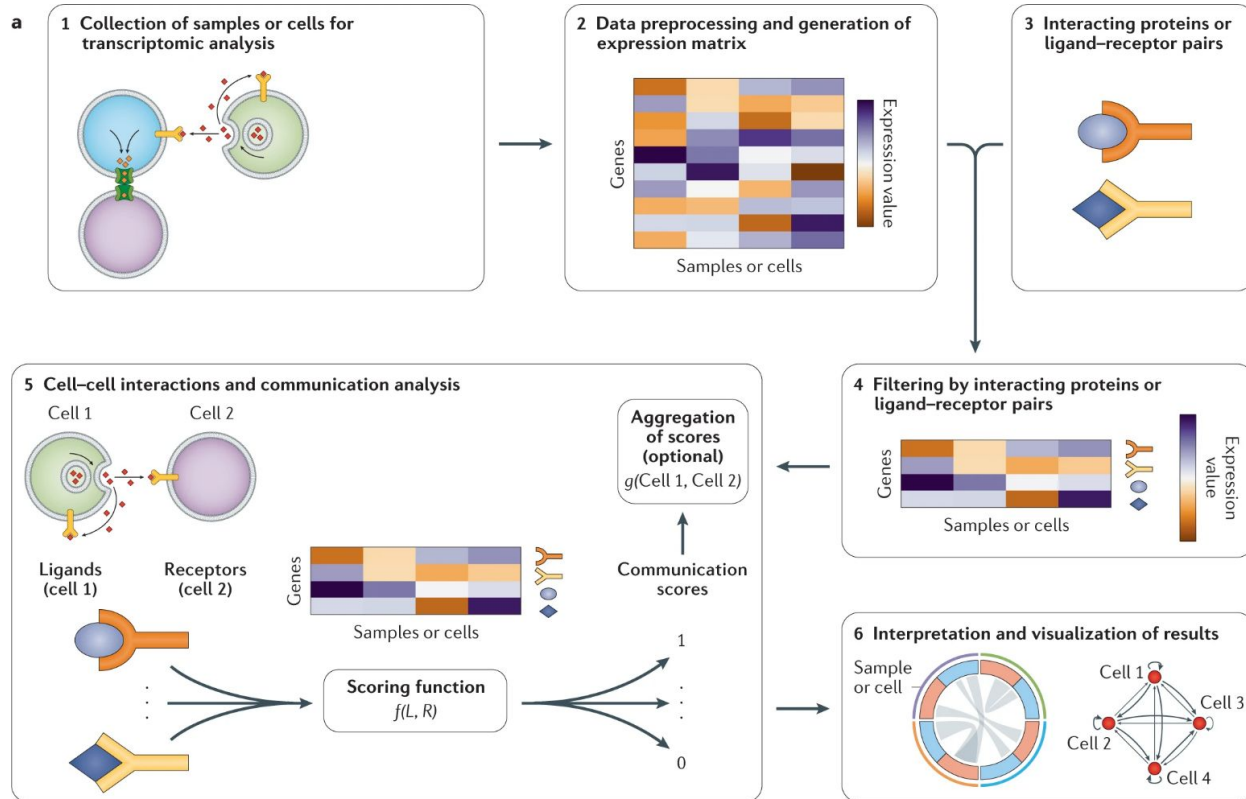 a
1 Collection of samples or cells for
transcriptomic analysis
2 Data preprocessing and generation of
expression matrix
Genes
Expression value
Samples or cells
3 Interacting proteins or
ligand–receptor pairs
4 Filtering by interacting proteins or
ligand–receptor pairs
Genes
Expression
value
Samples or cells
5 Cell–cell interactions and communication analysis
Cell 1
Cell 2
Ligands
(cell 1)
Receptors
(cell 2)
Genes
Samples or cells
Scoring function
f(L, R)
Aggregation
of scores
(optional)
g(Cell 1, Cell 2)
Communication
scores
1
0
6 Interpretation and visualization of results
Sample
or cell
Cell 1
Cell 3
Cell 2
Cell 4